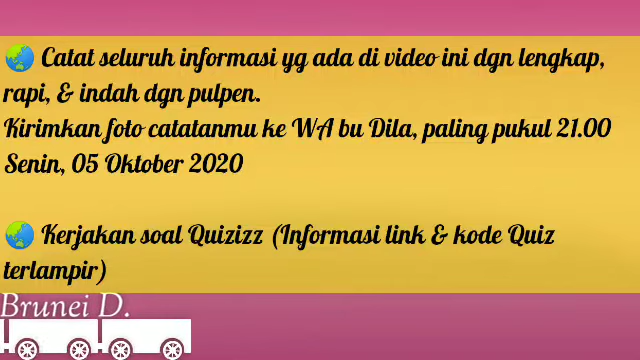 🌏 Catat seluruh informasi yg ada di video ini dgn lengkap,
rapi, & indah dgn pulpen.
Kirimkan foto catatanmu ke WA bu Dila, paling pukul 21.00
Senin, 05 Oktober 2020
🌏 Kerjakan soal Quizizz (Informasi link & kode Quiz
terlampir)
Brunei D.